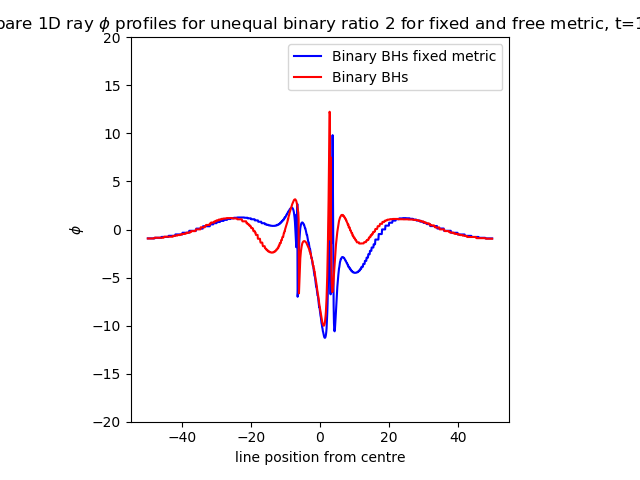 pare 1D ray ϕ profiles for unequal binary ratio 2 for fixed and free metric, t=1
Binary BHs fixed metric
Binary BHs
20
15
10
5
0
−5
−10
−15
−20
ϕ
−40 −20 0 20 40
line position from centre